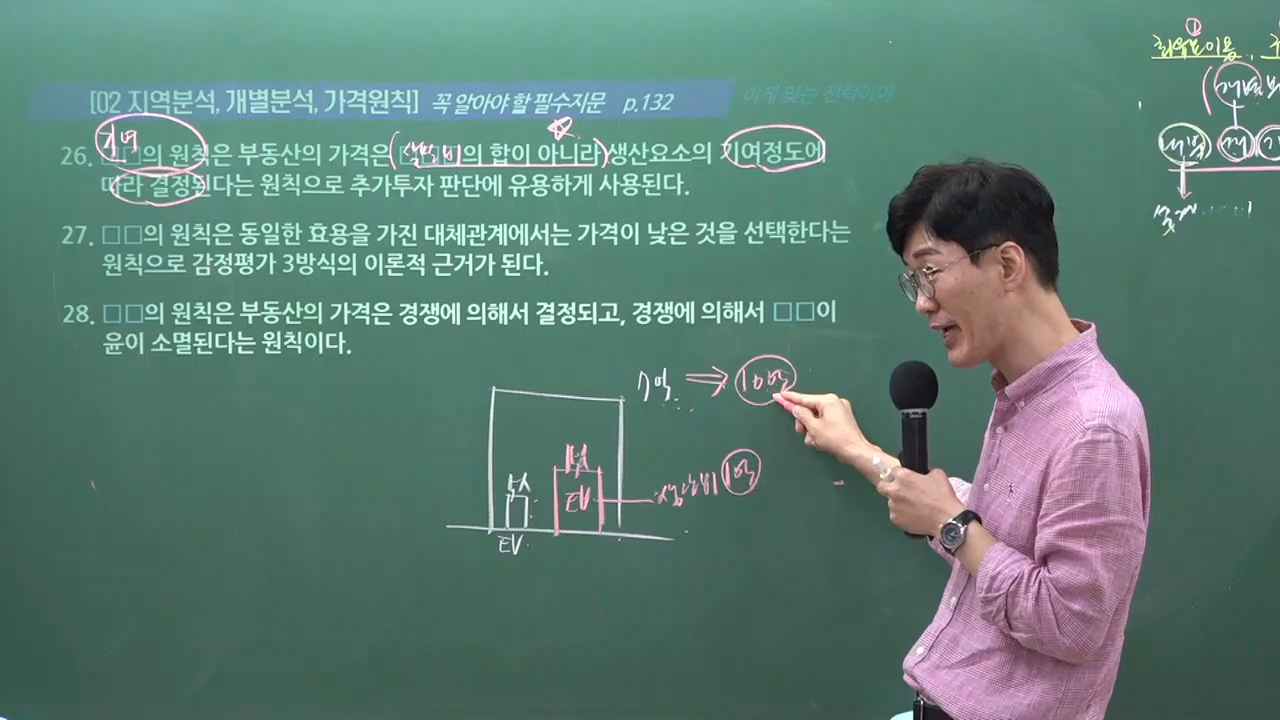 [02 지역분석, 개별분석, 가격원칙] 꼭 알아야 할 필수지문 p.132
26. □□의 원칙은 부동산의 가격은 생산비의 합이 아니라 생산요소의 기여정도에
따라 결정된다는 원칙으로 추가투자 판단에 유용하게 사용된다.
27. □□의 원칙은 동일한 효용을 가진 대체관계에서는 가격이 낮은 것을 선택한다는
원칙으로 감정평가 3방식의 이론적 근거가 된다.
28. □□의 원칙은 부동산의 가격은 경쟁에 의해서 결정되고, 경쟁에 의해서 □□이
윤이 소멸된다는 원칙이다.
7억 10억
부 부
EV 생산비 1억
EV
최유효이용